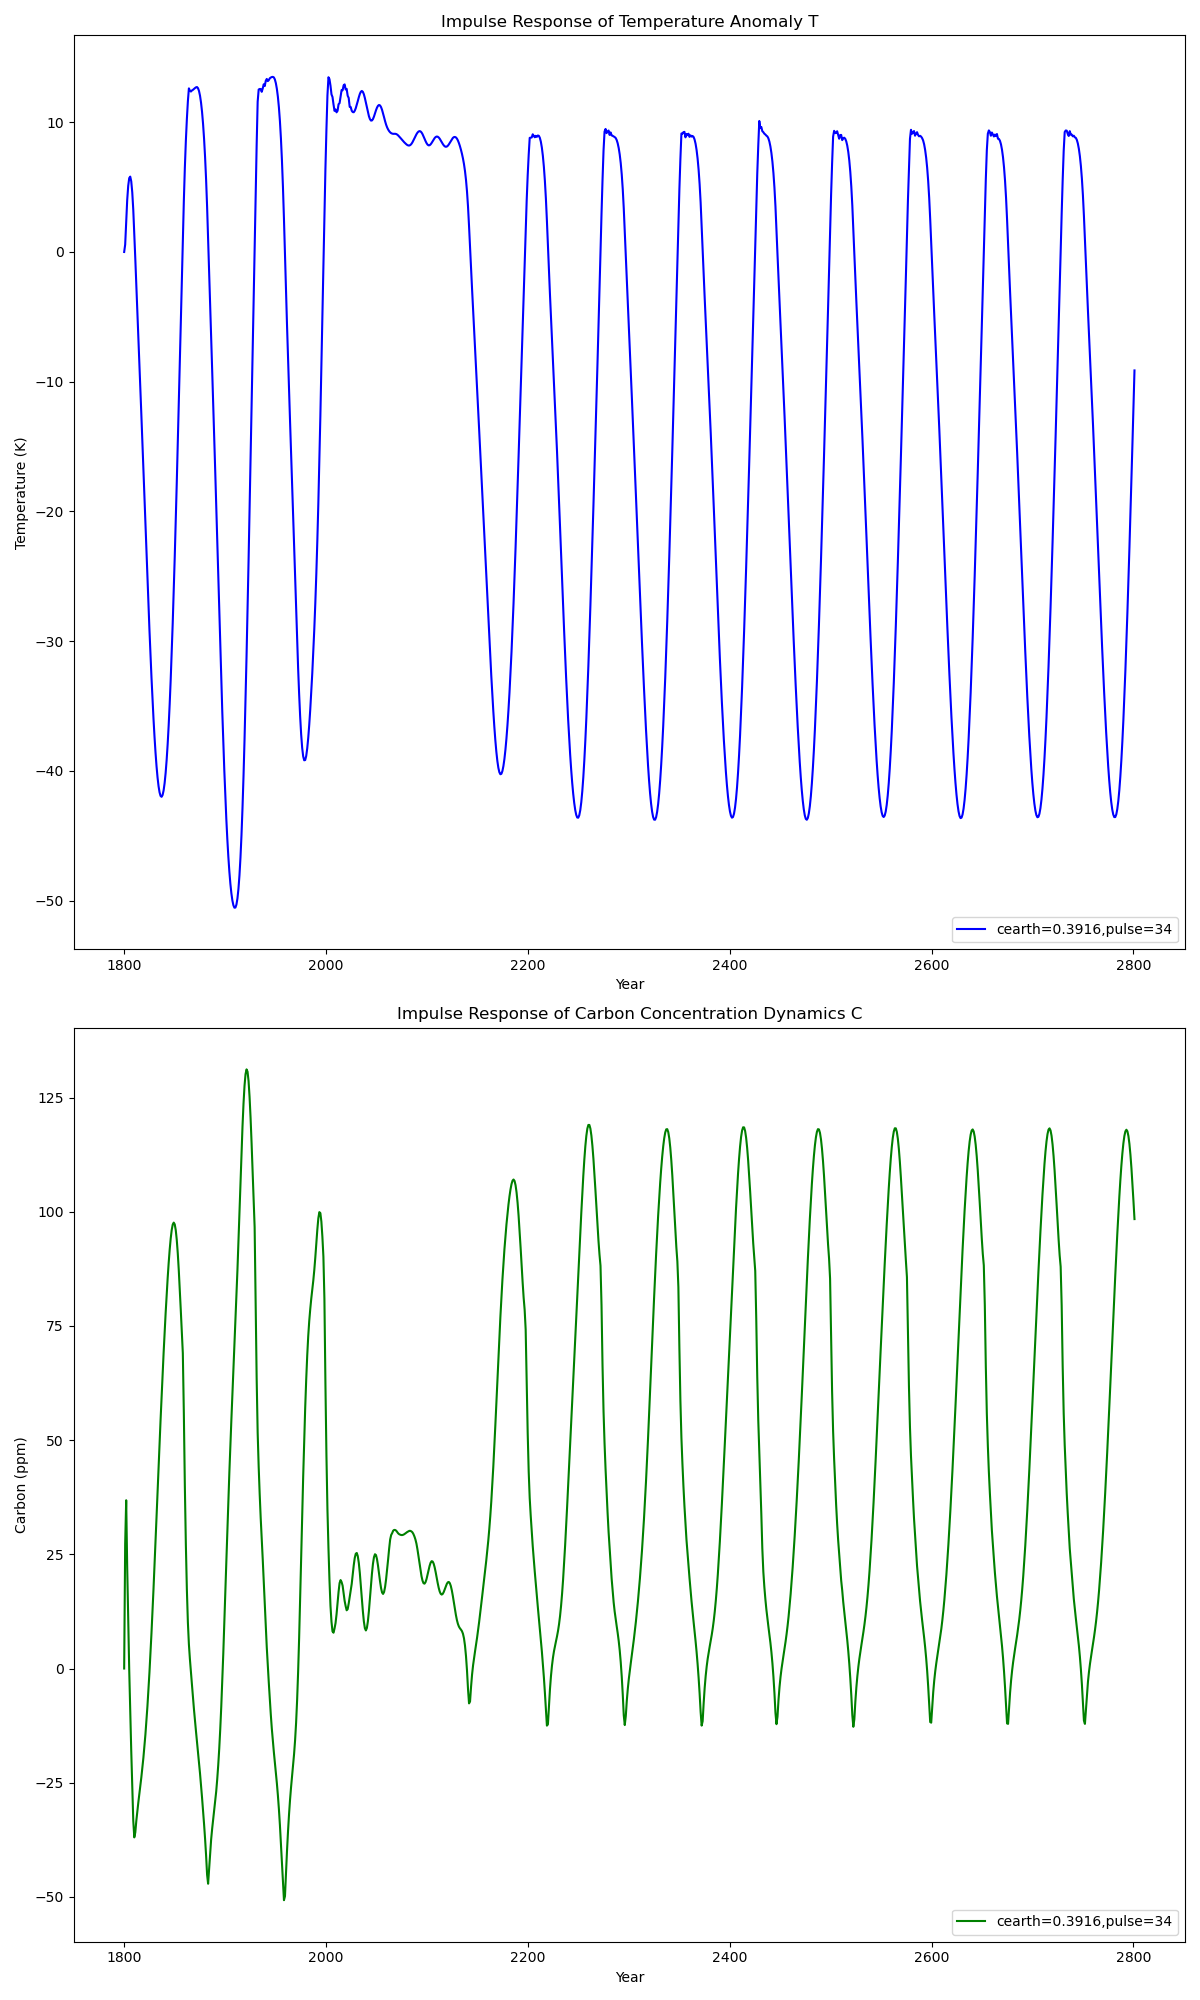 Impulse Response of Temperature Anomaly T
10
0
−10
−20
−30
−40
−50
Temperature (K)
1800 2000 2200 2400 2600 2800
Year
cearth=0.3916,pulse=34
Impulse Response of Carbon Concentration Dynamics C
125
100
75
50
25
0
−25
−50
Carbon (ppm)
1800 2000 2200 2400 2600 2800
Year
cearth=0.3916,pulse=34